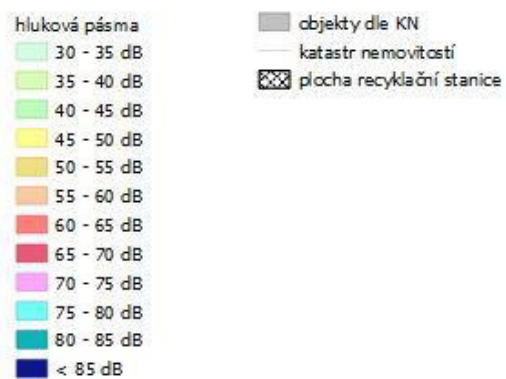 hluková pásma
30 - 35 dB
35 - 40 dB
40 - 45 dB
45 - 50 dB
50 - 55 dB
55 - 60 dB
60 - 65 dB
65 - 70 dB
70 - 75 dB
75 - 80 dB
80 - 85 dB
< 85 dB
objekty dle KN
katastr nemovitostí
plocha recyklační stanice